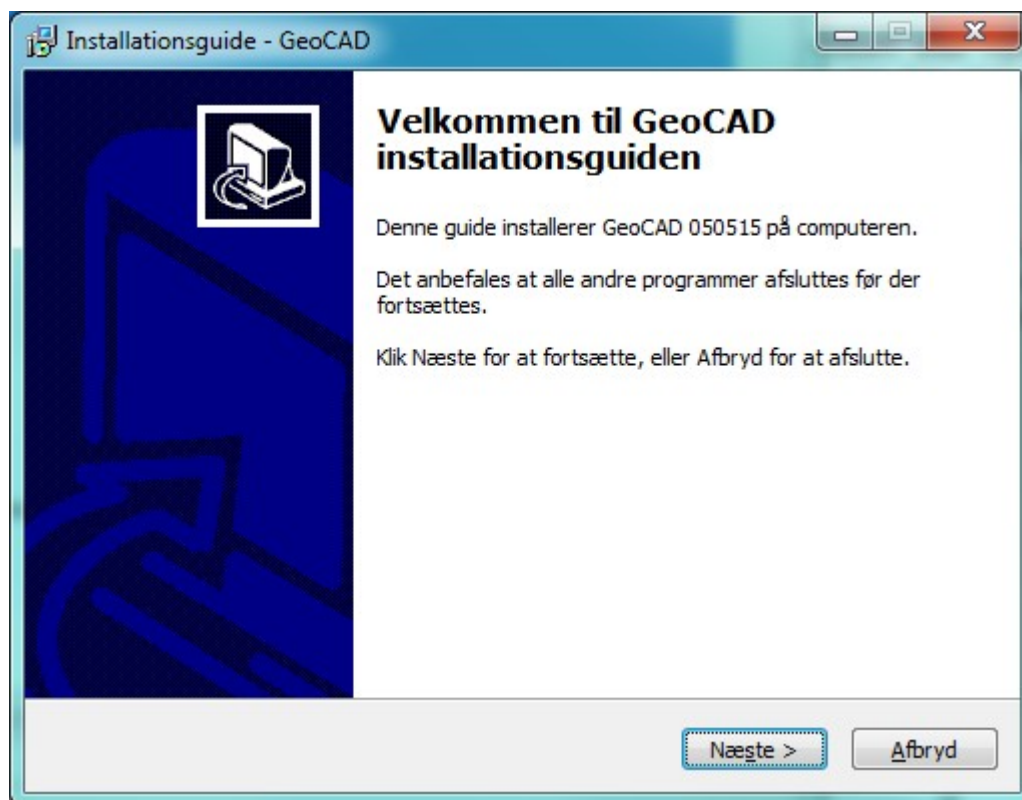 Installationsguide - GeoCAD
Velkommen til GeoCAD
installationsguiden
Denne guide installerer GeoCAD 050515 på computeren.
Det anbefales at alle andre programmer afsluttes før der
fortsættes.
Klik Næste for at fortsætte, eller Afbryd for at afslutte.
Næste >
Afbryd